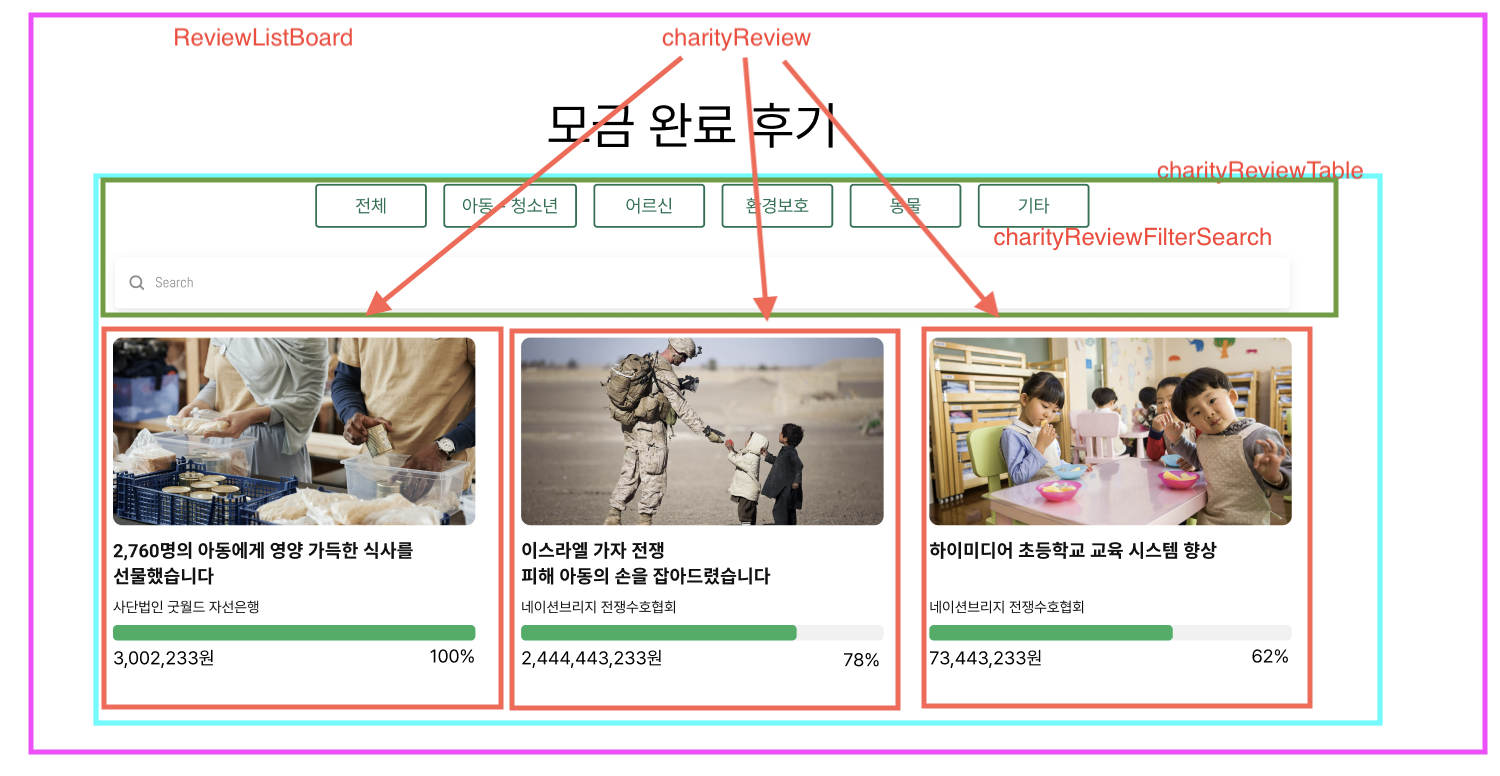 ReviewListBoard
charityReview
모금 완료 후기
charityReviewTable
전체
아동 · 청소년
어르신
환경보호
동물
기타
charityReviewFilterSearch
Search
2,760명의 아동에게 영양 가득한 식사를
선물했습니다
사단법인 굿월드 자선은행
3,002,233원
100%
이스라엘 가자 전쟁
피해 아동의 손을 잡아드렸습니다
네이션브리지 전쟁수호협회
2,444,443,233원
78%
하이미디어 초등학교 교육 시스템 향상
네이션브리지 전쟁수호협회
73,443,233원
62%